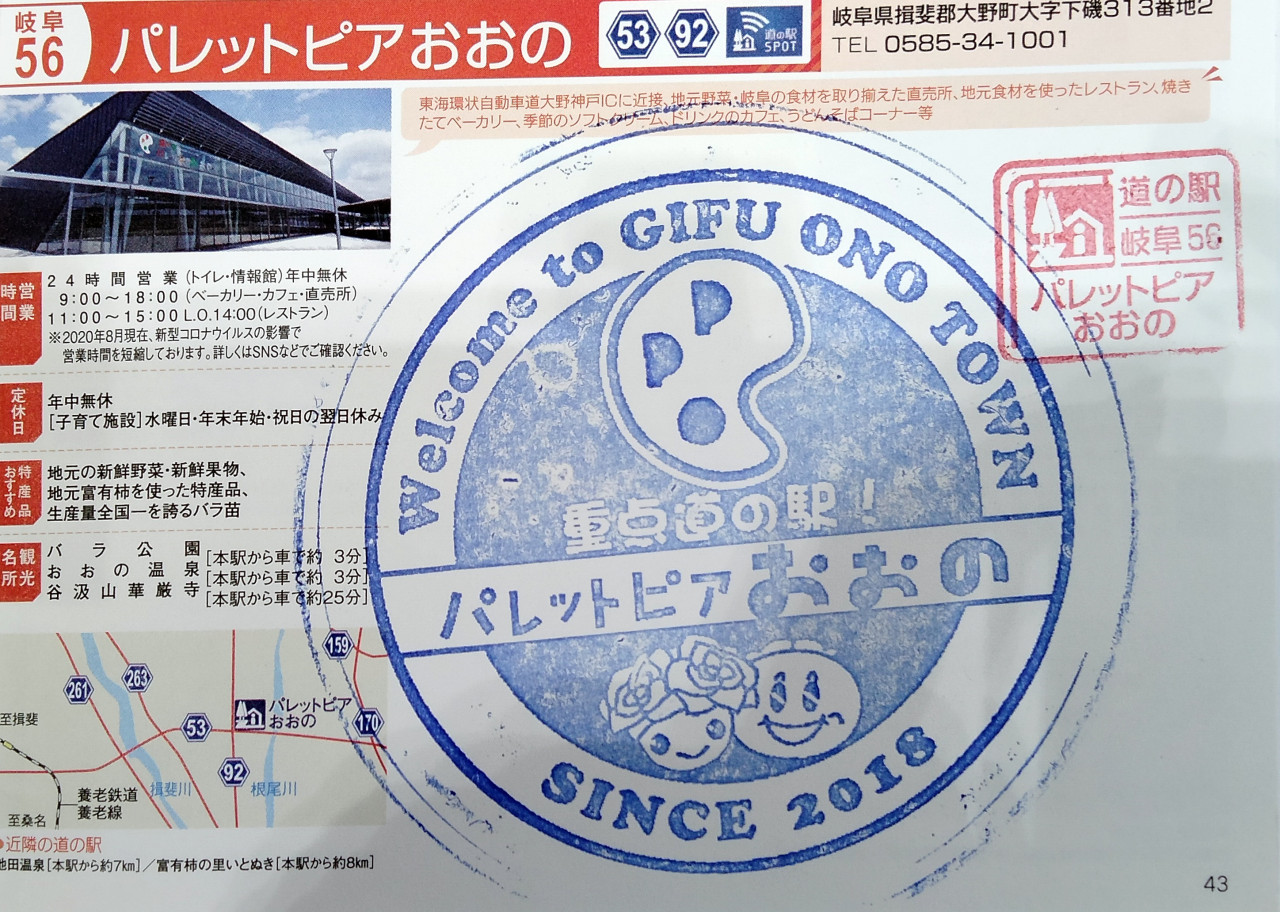 岐阜
56
パレットピアおおの
53
92
道の駅
SPOT
岐阜県揖斐郡大野町大字下磯313番地2
TEL 0585-34-1001
東海環状自動車道大野神戸ICに近接、地元野菜・岐阜の食材を取り揃えた直売所、地元食材を使ったレストラン、焼き
たてベーカリー、季節のソフトクリーム、ドリンクのカフェ、うどん、そばコーナー等
営業
時間
24時間営業(トイレ・情報館)年中無休
9:00〜18:00(ベーカリー・カフェ・直売所)
11:00〜15:00 L.O.14:00(レストラン)
※2020年8月現在、新型コロナウイルスの影響で
営業時間を短縮しております。詳しくはSNSなどでご確認ください。
定休日
年中無休
[子育て施設]水曜日・年末年始・祝日の翌日休み
特産品
おすすめ
地元の新鮮野菜・新鮮果物、
地元富有柿を使った特産品、
生産量全国一を誇るバラ苗
観光
名所
バラ公園[本駅から車で約 3分]
おおの温泉[本駅から車で約 3分]
谷汲山華厳寺[本駅から車で約25分]
159
263
261
パレットピア
おおの
至揖斐
53
170
92
養老鉄道
養老線
揖斐川
根尾川
至桑名
近隣の道の駅
池田温泉[本駅から約7km]／富有柿の里いとぬき[本駅から約8km]
Welcome to GIFU ONO TOWN
重点道の駅!
パレットピアおおの
SINCE 2018
道の駅
岐阜56
パレットピア
おおの
43